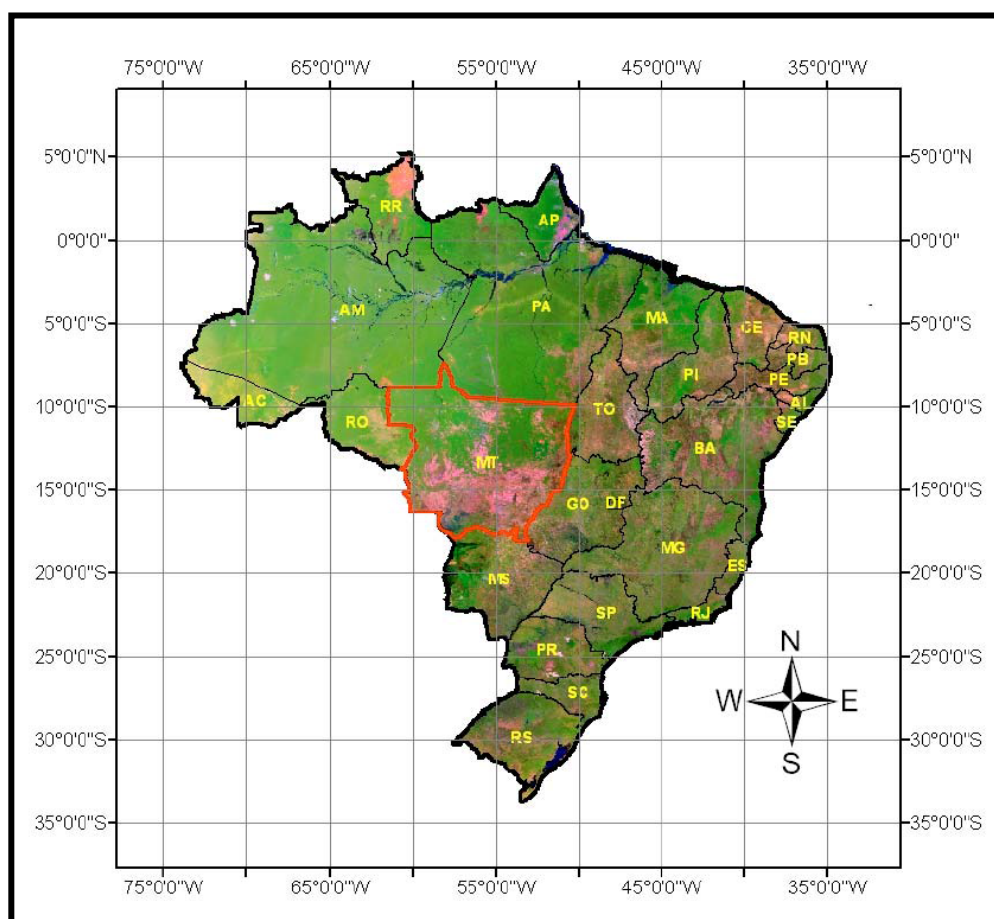 75°0'0"W 65°0'0"W 55°0'0"W 45°0'0"W 35°0'0"W
5°0'0"N 5°0'0"N
RR AP
0°0'0" 0°0'0"
AM PA MA CE RN
5°0'0"S 5°0'0"S
PB
PI PE
AC TO AL
10°0'0"S 10°0'0"S
RO SE
MT BA
15°0'0"S 15°0'0"S
GO DF
MG
ES
20°0'0"S 20°0'0"S
MS
SP RJ
PR
25°0'0"S 25°0'0"S
N
SC
W E
RS
30°0'0"S 30°0'0"S
S
35°0'0"S 35°0'0"S
75°0'0"W 65°0'0"W 55°0'0"W 45°0'0"W 35°0'0"W